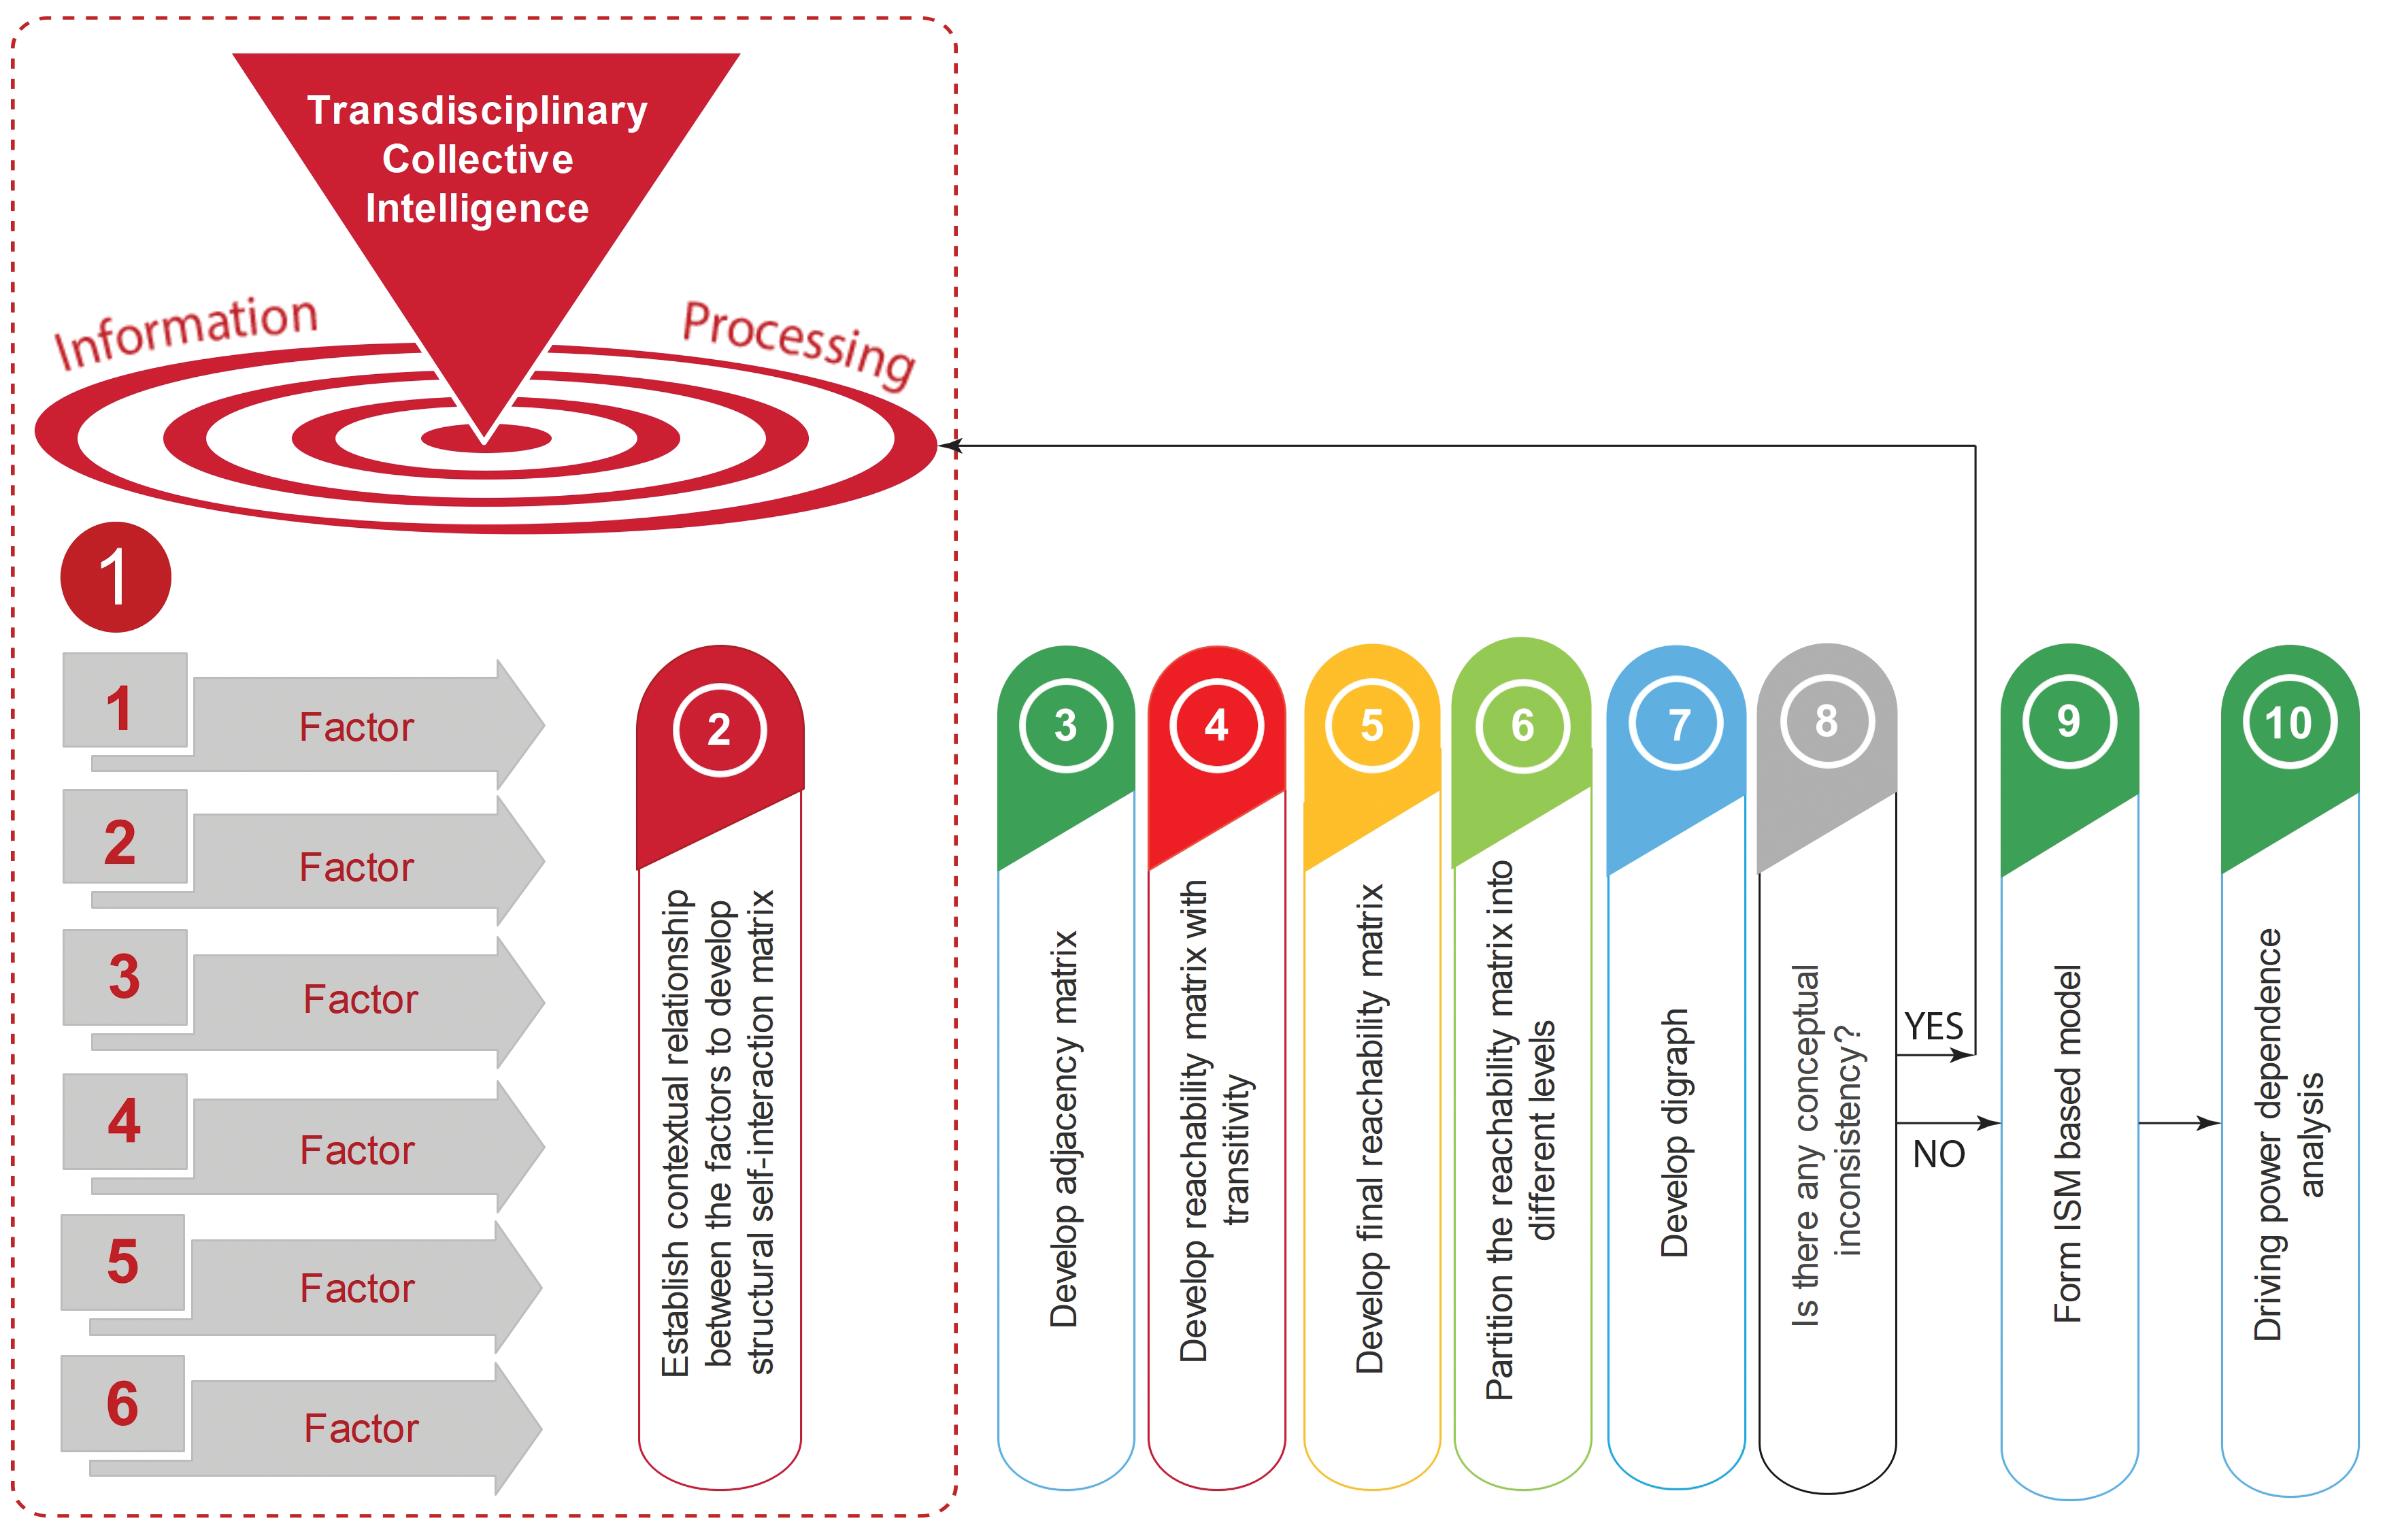 Transdisciplinary
Collective
Intelligence
Information
Processing
1
1
Factor
2
Factor
3
Factor
4
Factor
5
Factor
6
Factor
2
Establish contextual relationship
between the factors to develop
structural self-interaction matrix
3
Develop adjacency matrix
4
Develop reachability matrix with
transitivity
5
Develop final reachability matrix
6
Partition the reachability matrix into
different levels
7
Develop digraph
8
Is there any conceptual
inconsistency?
YES
NO
9
Form ISM based model
10
Driving power dependence
analysis